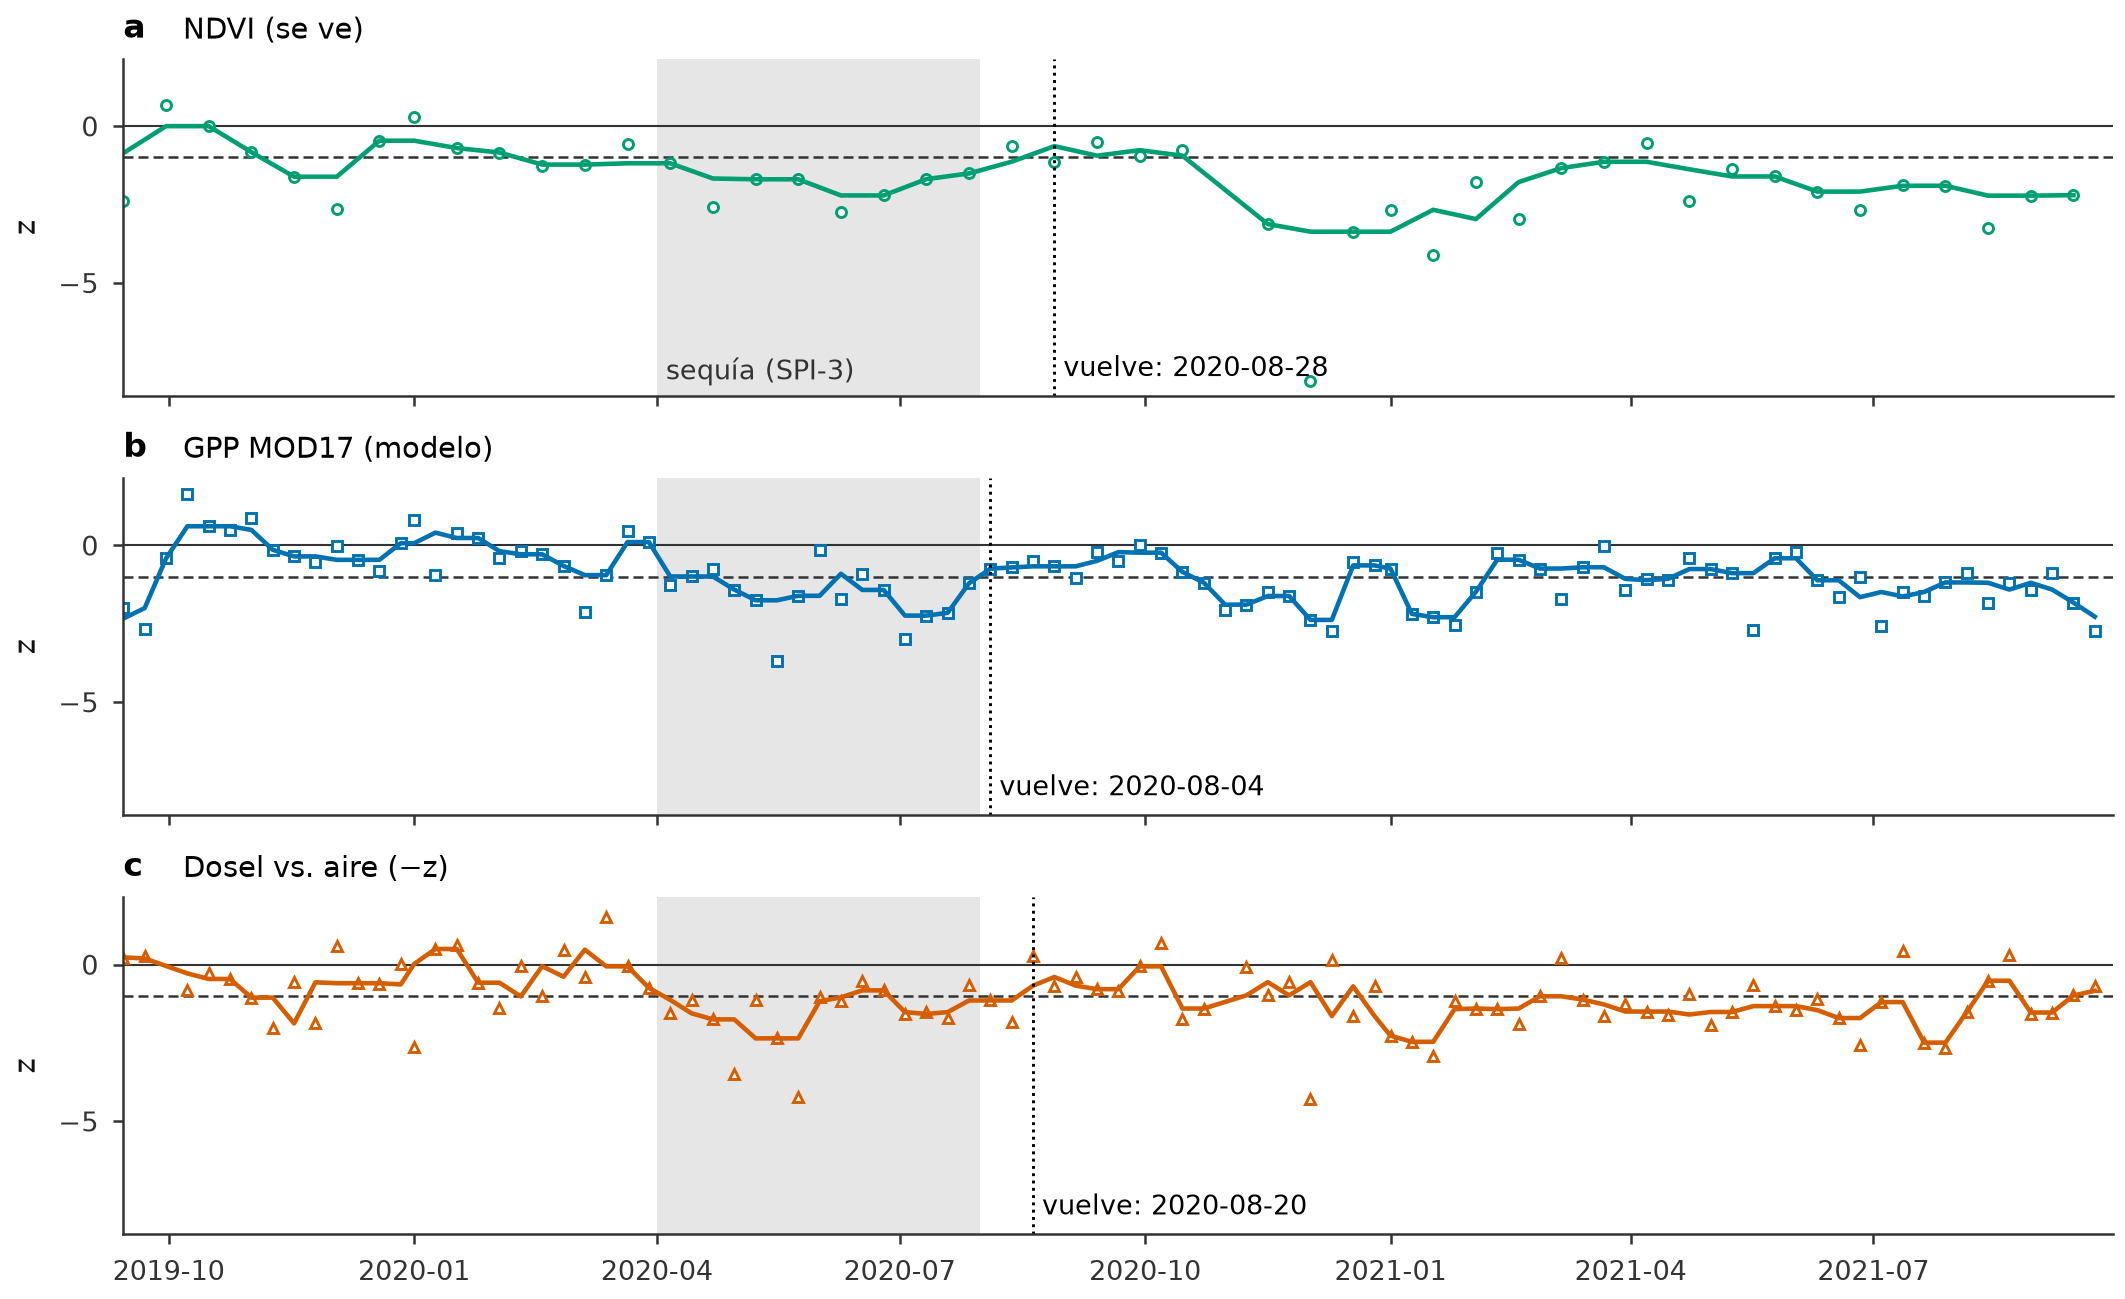 a NDVI (se ve)
0
−5
z
sequía (SPI-3)
vuelve: 2020-08-28
b GPP MOD17 (modelo)
0
−5
z
vuelve: 2020-08-04
c Dosel vs. aire (−z)
0
−5
z
vuelve: 2020-08-20
2019-10 2020-01 2020-04 2020-07 2020-10 2021-01 2021-04 2021-07